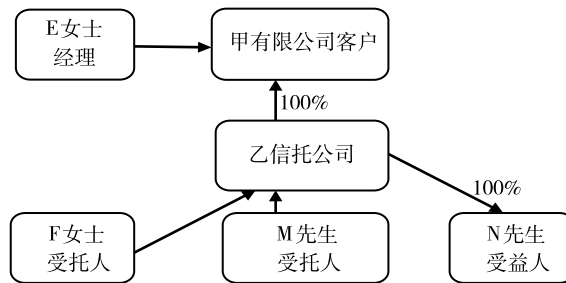 E女士
经理
甲有限公司客户
100%
乙信托公司
100%
F女士
受托人
M先生
受托人
N先生
受益人